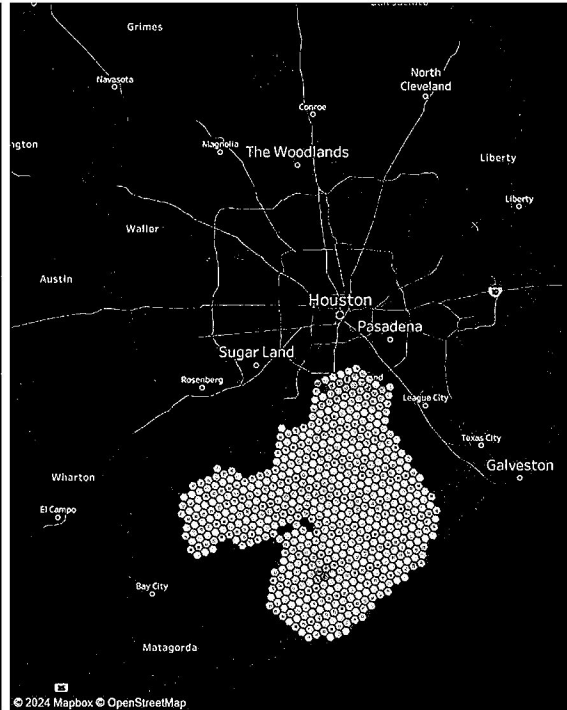 Grimes
Navasota
North
Cleveland
Conroe
ngton
Magnolia
The Woodlands
Liberty
Liberty
Waller
Austin
Houston
Pasadena
Sugar Land
Rosenberg
League City
Texas City
Galveston
Wharton
El Campo
Bay City
Matagorda
© 2024 Mapbox © OpenStreetMap